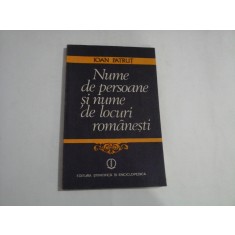 IOAN PĂTRUȚ
Nume
de persoane
și nume
de locuri
românești
EDITURA ȘTIINȚIFICĂ ȘI ENCICLOPEDICĂ